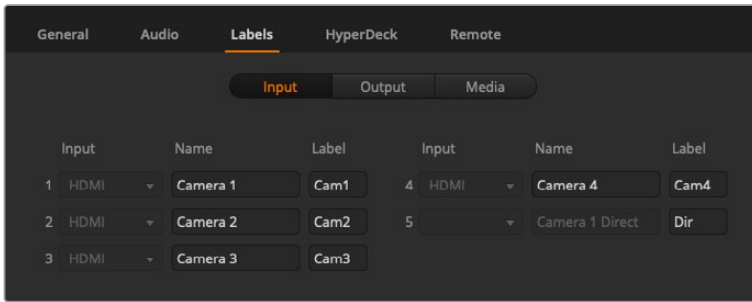 General Audio Labels HyperDeck Remote
Input Output Media
Input Name Label Input Name Label
1 HDMI Camera 1 Cam1 4 HDMI Camera 4 Cam4
2 HDMI Camera 2 Cam2 5 Camera 1 Direct Dir
3 HDMI Camera 3 Cam3